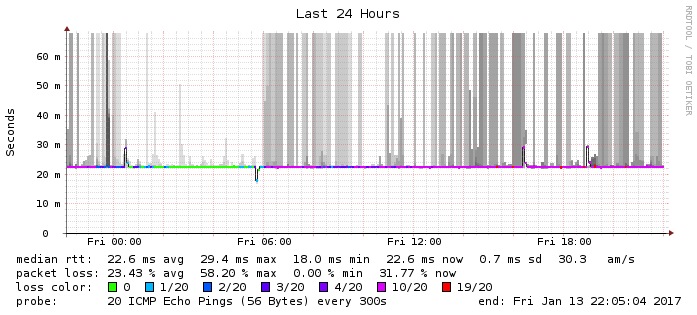 Last 24 Hours
RRDTOOL / TOBI OETIKER
Seconds
60 m
50 m
40 m
30 m
20 m
10 m
0
Fri 00:00 Fri 06:00 Fri 12:00 Fri 18:00
median rtt: 22.6 ms avg 29.4 ms max 18.0 ms min 22.6 ms now 0.7 ms sd 30.3 am/s
packet loss: 23.43 % avg 58.20 % max 0.00 % min 31.77 % now
loss color: 0 1/20 2/20 3/20 4/20 10/20 19/20
probe: 20 ICMP Echo Pings (56 Bytes) every 300s end: Fri Jan 13 22:05:04 2017